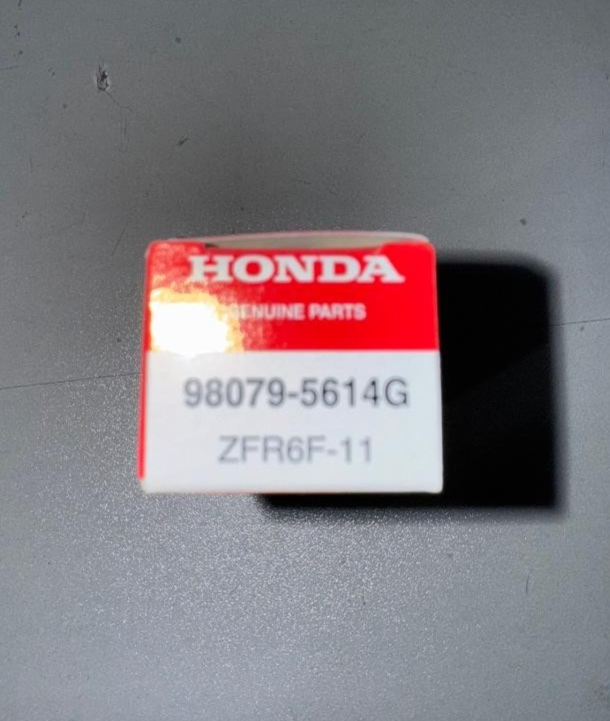 HONDA
GENUINE PARTS
98079-5614G
ZFR6F-11